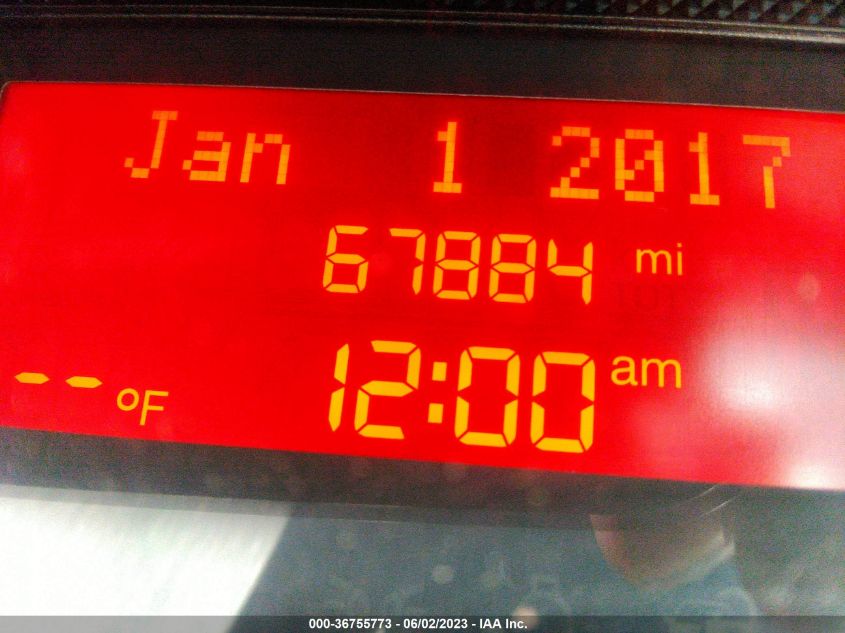 Jan 1 2017
67884 mi
-- °F 12:00 am
000-36755773 - 06/02/2023 - IAA Inc.